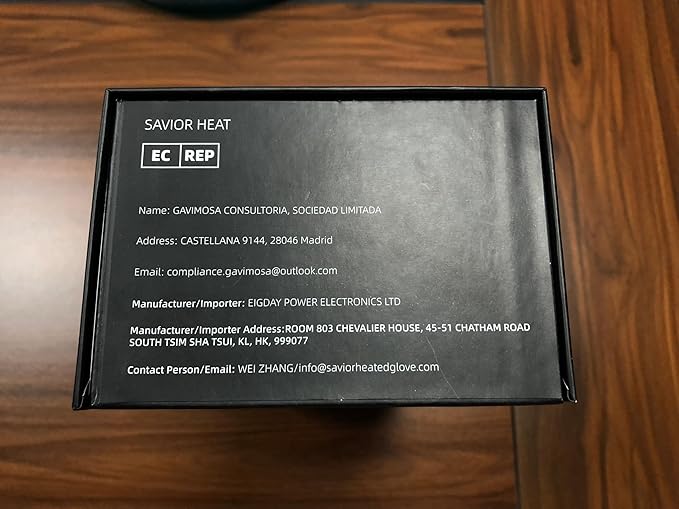 SAVIOR HEAT
EC REP
Name: GAVIMOSA CONSULTORIA, SOCIEDAD LIMITADA
Address: CASTELLANA 9144, 28046 Madrid
Email: compliance.gavimosa@outlook.com
Manufacturer/Importer: EIGDAY POWER ELECTRONICS LTD
Manufacturer/Importer Address:ROOM 803 CHEVALIER HOUSE, 45-51 CHATHAM ROAD
SOUTH TSIM SHA TSUI, KL, HK, 999077
Contact Person/Email: WEI ZHANG/info@saviorheatedglove.com